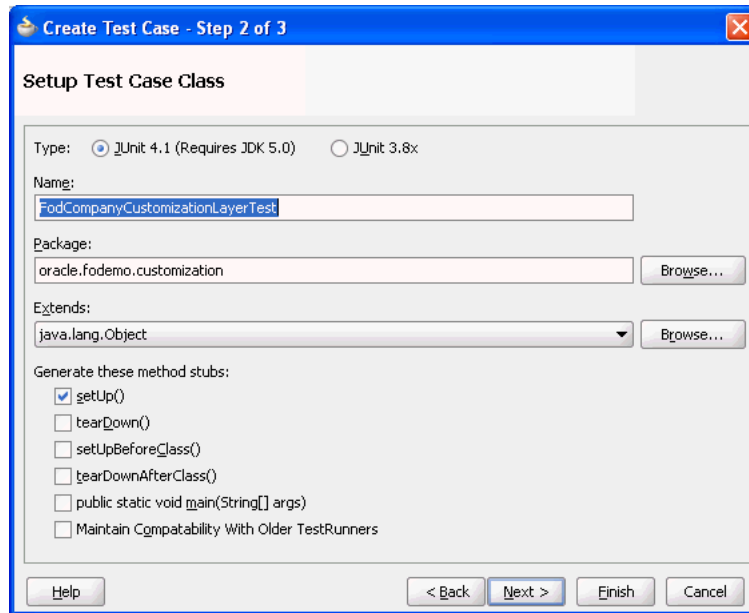 Create Test Case - Step 2 of 3
Setup Test Case Class
Type: JUnit 4.1 (Requires JDK 5.0) JUnit 3.8x
Name:
FodCompanyCustomizationLayerTest
Package:
oracle.fodemo.customization Browse...
Extends:
java.lang.Object Browse...
Generate these method stubs:
setUp()
tearDown()
setUpBeforeClass()
tearDownAfterClass()
public static void main(String[] args)
Maintain Compatability With Older TestRunners
Help < Back Next > Finish Cancel